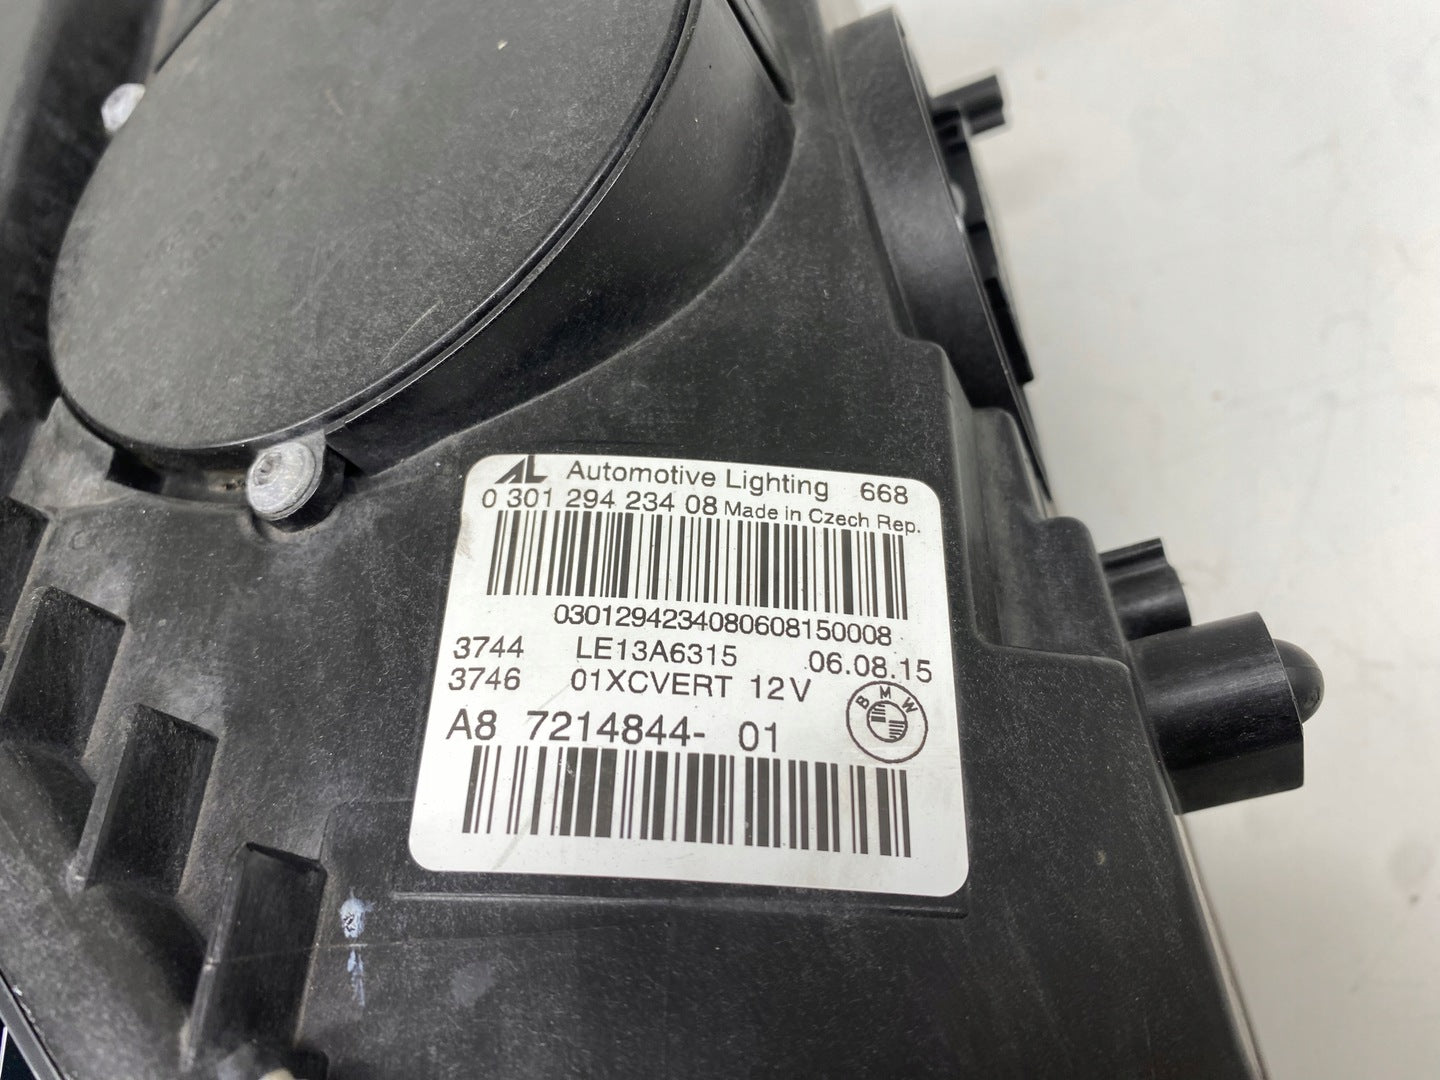 AL Automotive Lighting 668
0 301 294 234 08 Made in Czech Rep.
0301294234080608150008
3744 LE13A6315 06.08.15
3746 01XCVERT 12V
BMW
A8 7214844- 01